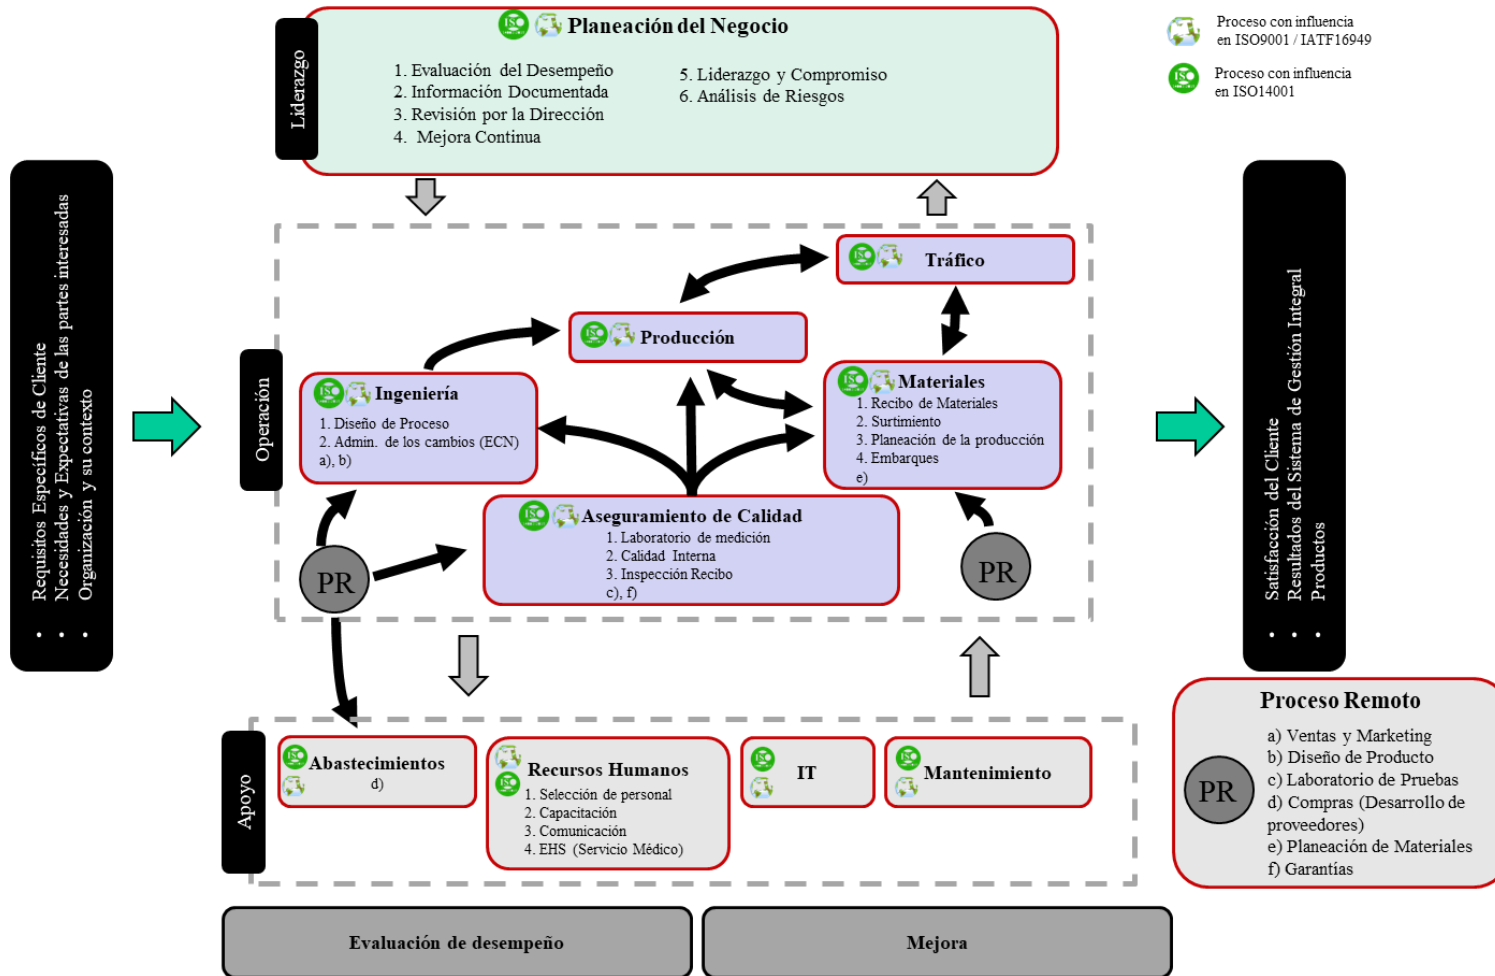 Planeación del Negocio
1. Evaluación del Desempeño
2. Información Documentada
3. Revisión por la Dirección
4. Mejora Continua
5. Liderazgo y Compromiso
6. Análisis de Riesgos
Liderazgo
Proceso con influencia
en ISO9001 / IATF16949
Proceso con influencia
en ISO14001
• Requisitos Específicos de Cliente
• Necesidades y Expectativas de las partes interesadas
• Organización y su contexto
Operación
Tráfico
Producción
Ingeniería
1. Diseño de Proceso
2. Admin. de los cambios (ECN)
a), b)
Materiales
1. Recibo de Materiales
2. Surtimiento
3. Planeación de la producción
4. Embarques
e)
Aseguramiento de Calidad
1. Laboratorio de medición
2. Calidad Interna
3. Inspección Recibo
c), f)
PR
PR
• Satisfacción del Cliente
• Resultados del Sistema de Gestión Integral
• Productos
Apoyo
Abastecimientos
d)
Recursos Humanos
1. Selección de personal
2. Capacitación
3. Comunicación
4. EHS (Servicio Médico)
IT
Mantenimiento
Proceso Remoto
PR
a) Ventas y Marketing
b) Diseño de Producto
c) Laboratorio de Pruebas
d) Compras (Desarrollo de
proveedores)
e) Planeación de Materiales
f) Garantías
Evaluación de desempeño
Mejora